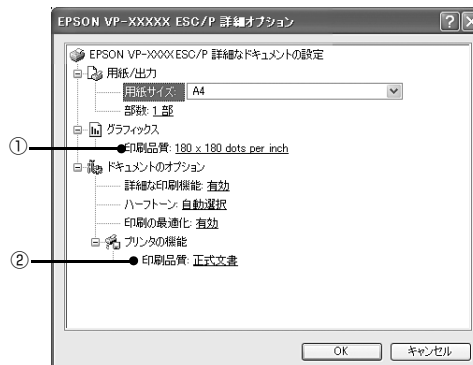 EPSON VP-XXXXX ESC/P 詳細オプション
EPSON VP-XXXX ESC/P 詳細なドキュメントの設定
用紙/出力
用紙サイズ: A4
部数: 1 部
グラフィックス
① 印刷品質: 180 x 180 dots per inch
ドキュメントのオプション
詳細な印刷機能: 有効
ハーフトーン: 自動選択
印刷の最適化: 有効
プリンタの機能
② 印刷品質: 正式文書
OK キャンセル